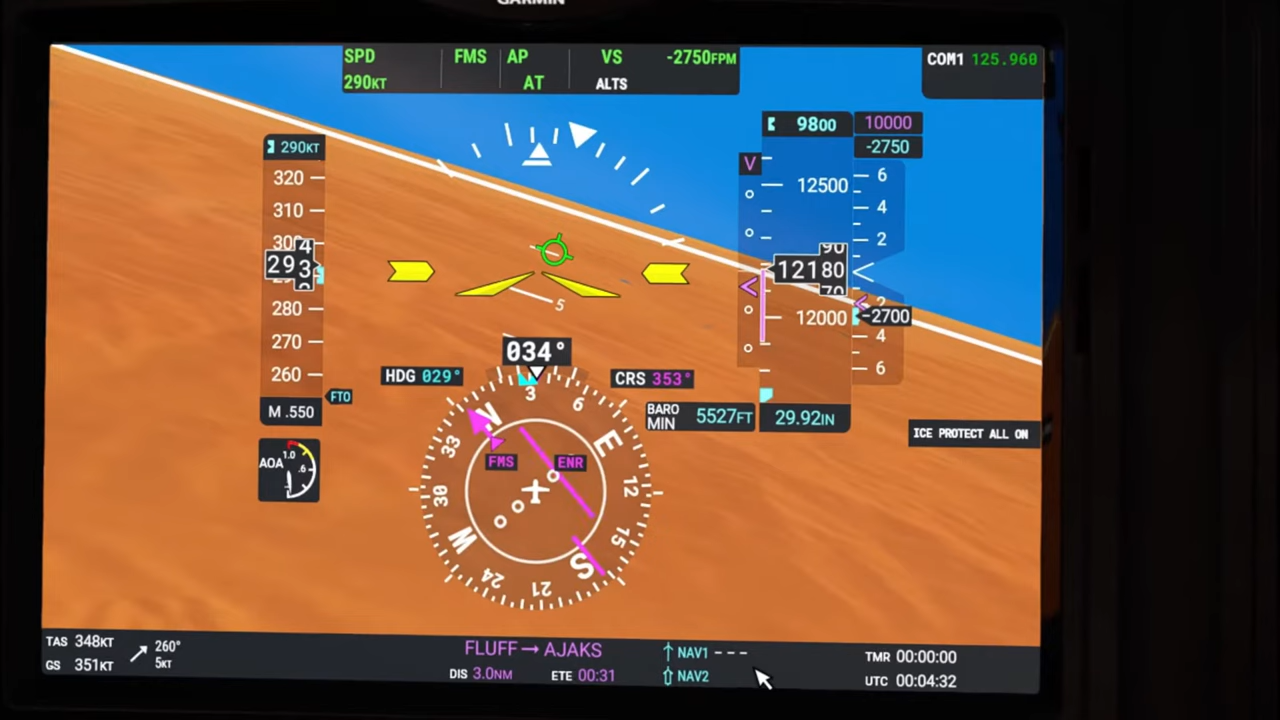 GARMIN
SPD FMS AP VS -2750FPM
290KT AT ALTS
COM1 125.960
290KT
320
310
300
293
280
270
260
M .550
FTO
AOA 1.0 .6
9800
10000
-2750
V
12500
12180
12000
6
4
2
2
-2700
4
6
5
034°
HDG 029°
CRS 353°
BARO MIN 5527FT
29.92IN
ICE PROTECT ALL ON
N 3 6 E 12 15 S 21 24 W 30 33
FMS ENR
TAS 348KT
GS 351KT
260°
5KT
FLUFF → AJAKS
DIS 3.0NM ETE 00:31
NAV1 ---
NAV2
TMR 00:00:00
UTC 00:04:32